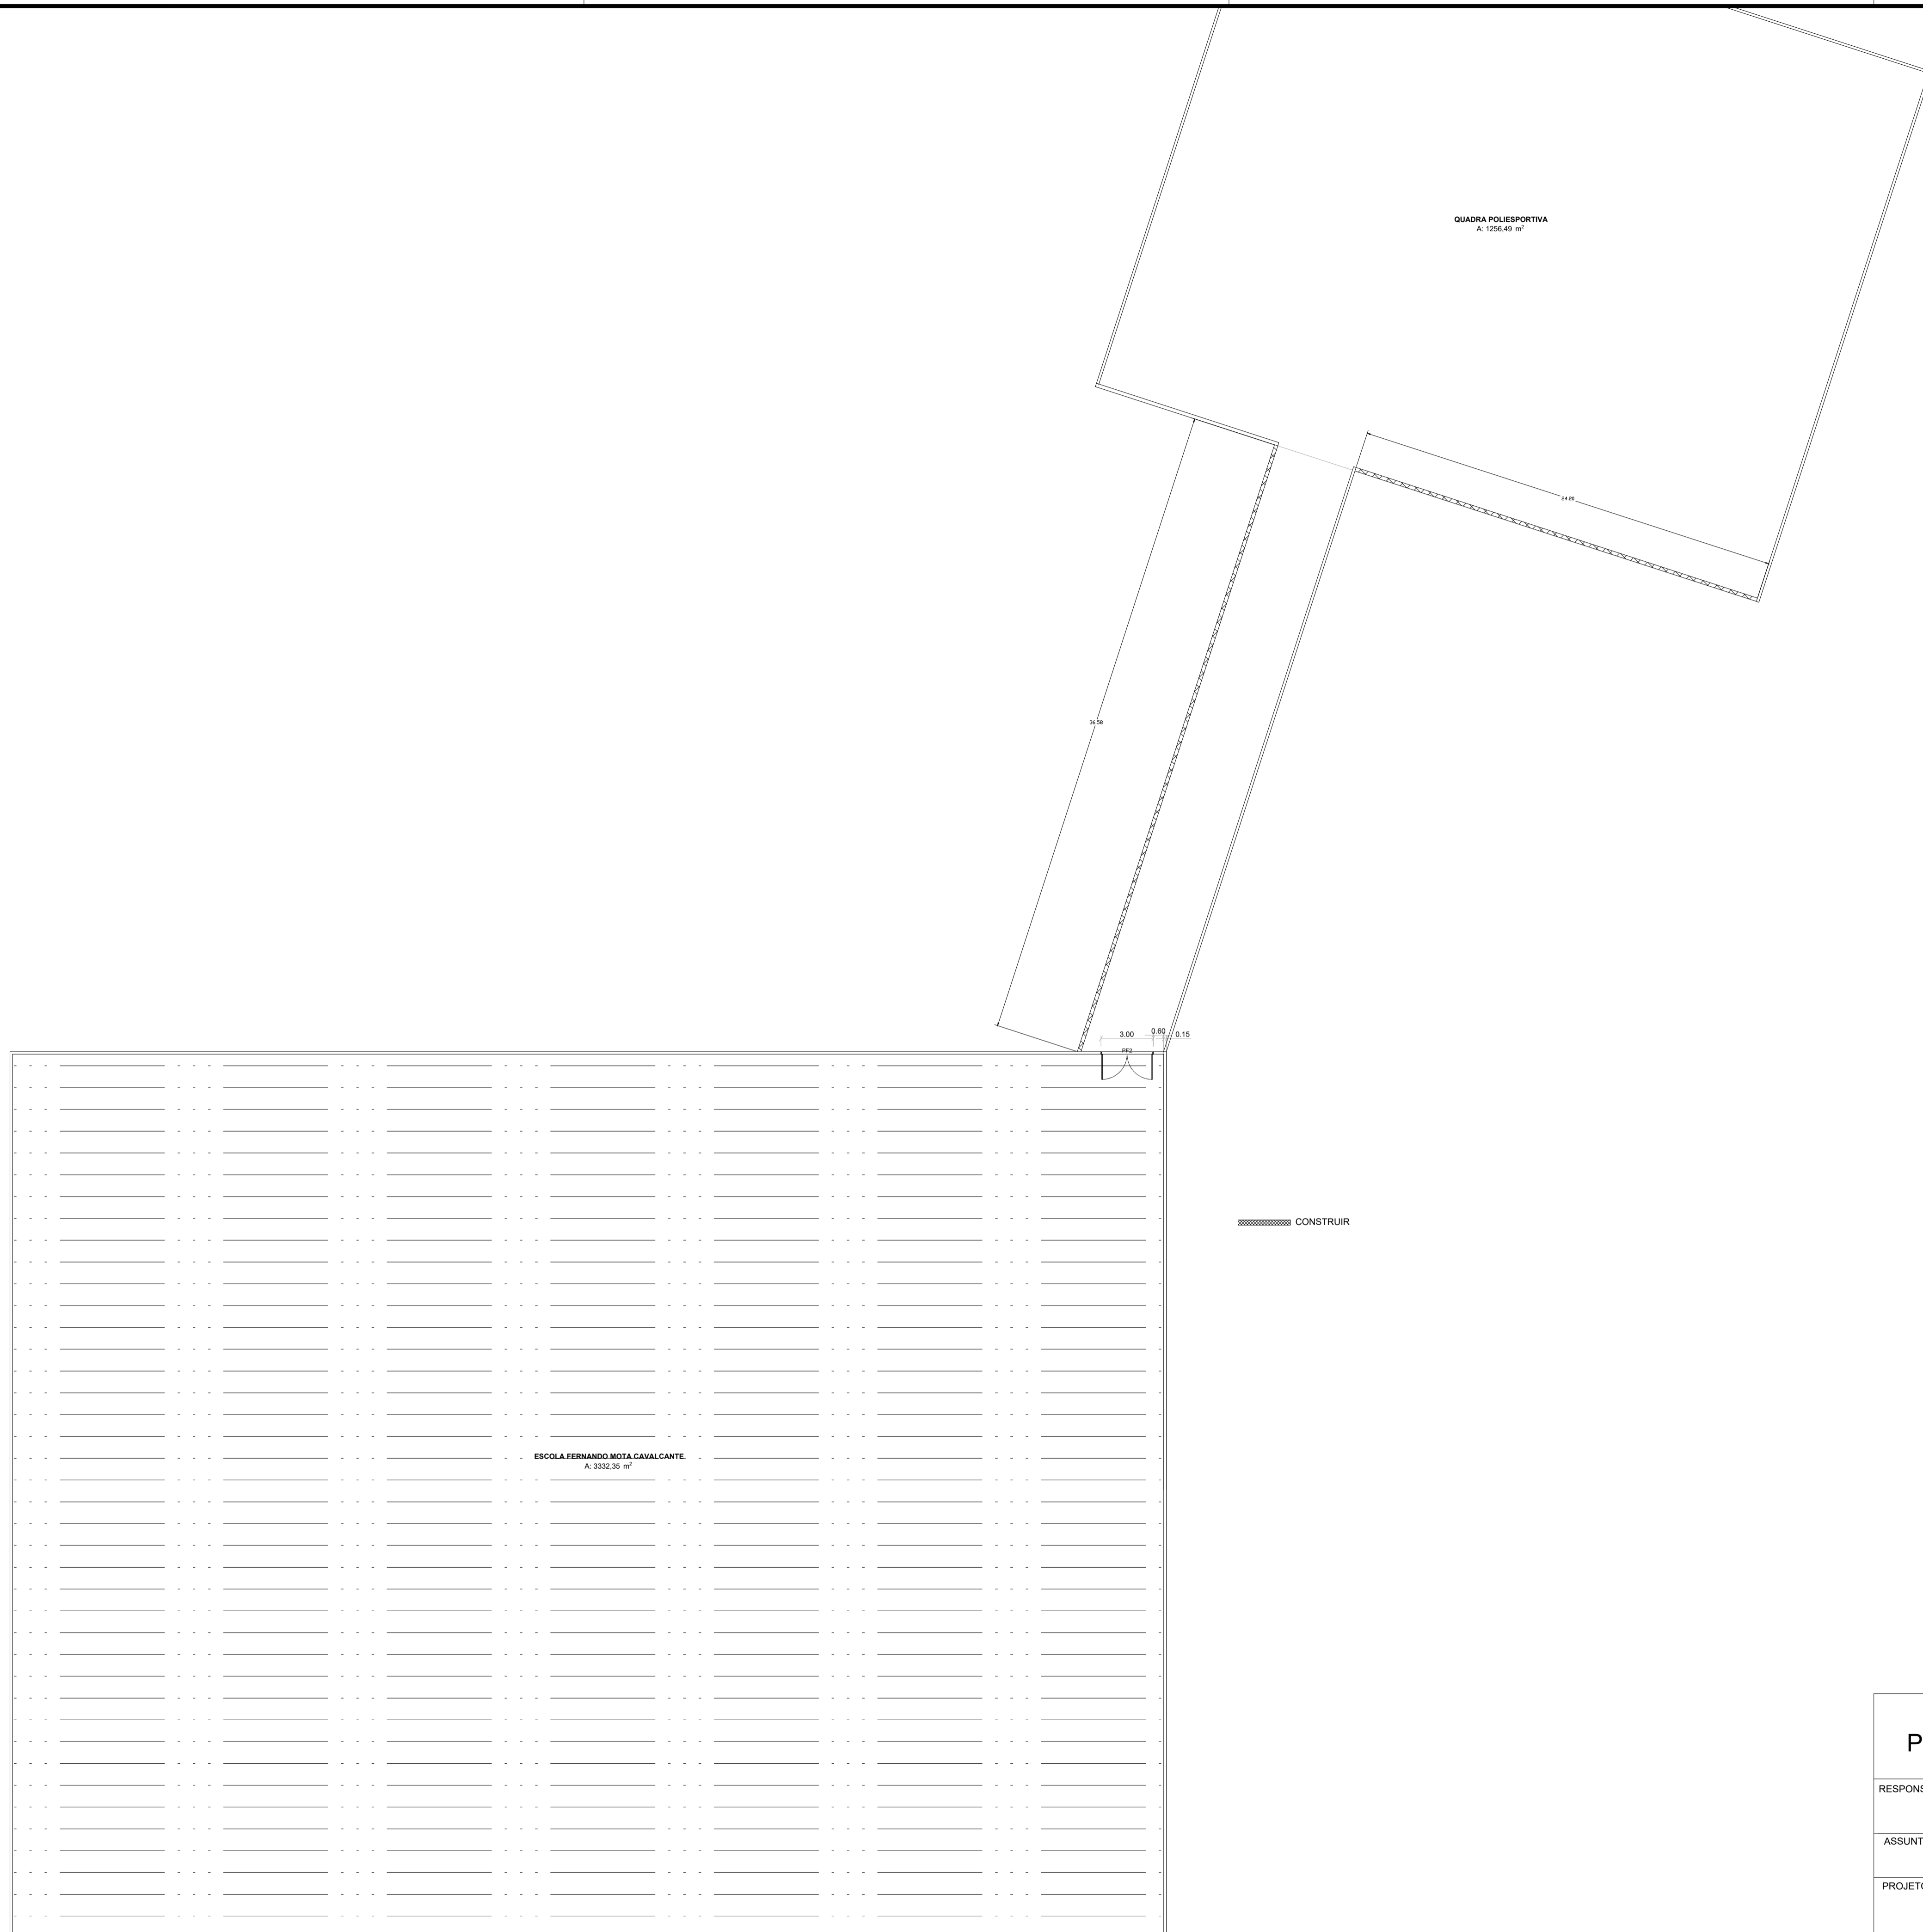 QUADRA POLIESPORTIVA
A: 1256,49 m²
24.20
36.58
3.00
0.60
0.15
PF2
CONSTRUIR
ESCOLA FERNANDO MOTA CAVALCANTE
A: 3332,35 m²
P
RESPONS
ASSUNT
PROJETO